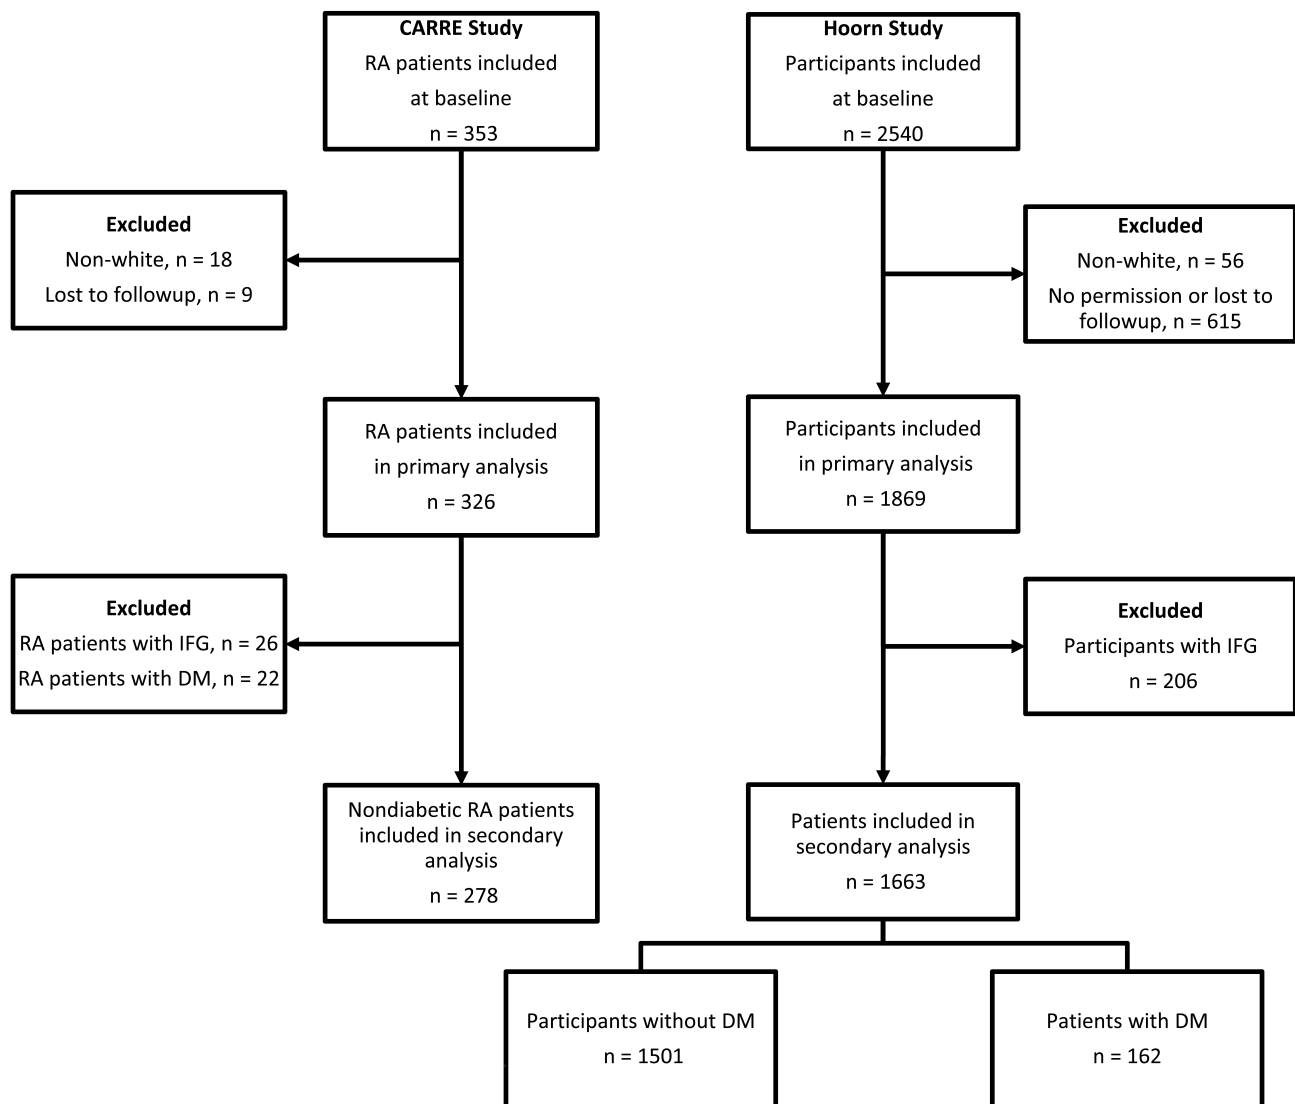 CARRE Study
RA patients included
at baseline
n = 353
Hoorn Study
Participants included
at baseline
n = 2540
Excluded
Non-white, n = 18
Lost to followup, n = 9
Excluded
Non-white, n = 56
No permission or lost to
followup, n = 615
RA patients included
in primary analysis
n = 326
Participants included
in primary analysis
n = 1869
Excluded
RA patients with IFG, n = 26
RA patients with DM, n = 22
Excluded
Participants with IFG
n = 206
Nondiabetic RA patients
included in secondary
analysis
n = 278
Patients included in
secondary analysis
n = 1663
Participants without DM
n = 1501
Patients with DM
n = 162